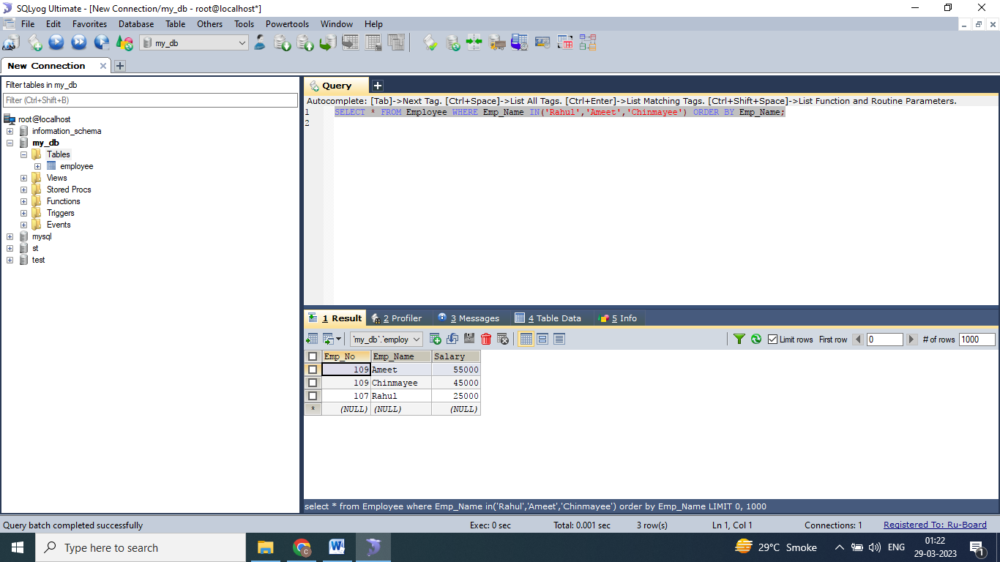 SQLyog Ultimate - [New Connection/my_db - root@localhost*]
File Edit Favorites Database Table Others Tools Powertools Window Help
my_db
New Connection
Filter tables in my_db
Filter (Ctrl+Shift+B)
root@localhost
information_schema
my_db
Tables
employee
Views
Stored Procs
Functions
Triggers
Events
mysql
st
test
Query
Autocomplete: [Tab]->Next Tag. [Ctrl+Space]->List All Tags. [Ctrl+Enter]->List Matching Tags. [Ctrl+Shift+Space]->List Function and Routine Parameters.
1 SELECT * FROM Employee WHERE Emp_Name IN('Rahul','Ameet','Chinmayee') ORDER BY Emp_Name;
2
1 Result 2 Profiler 3 Messages 4 Table Data 5 Info
`my_db`.`employ Limit rows First row 0 # of rows 1000
Emp_No Emp_Name Salary
109 Ameet 55000
109 Chinmayee 45000
107 Rahul 25000
* (NULL) (NULL) (NULL)
select * from Employee where Emp_Name in('Rahul','Ameet','Chinmayee') order by Emp_Name LIMIT 0, 1000
Query batch completed successfully Exec: 0 sec Total: 0.001 sec 3 row(s) Ln 1, Col 1 Connections: 1 Registered To: Ru-Board
Type here to search 29°C Smoke ENG 01:22
29-03-2023 1